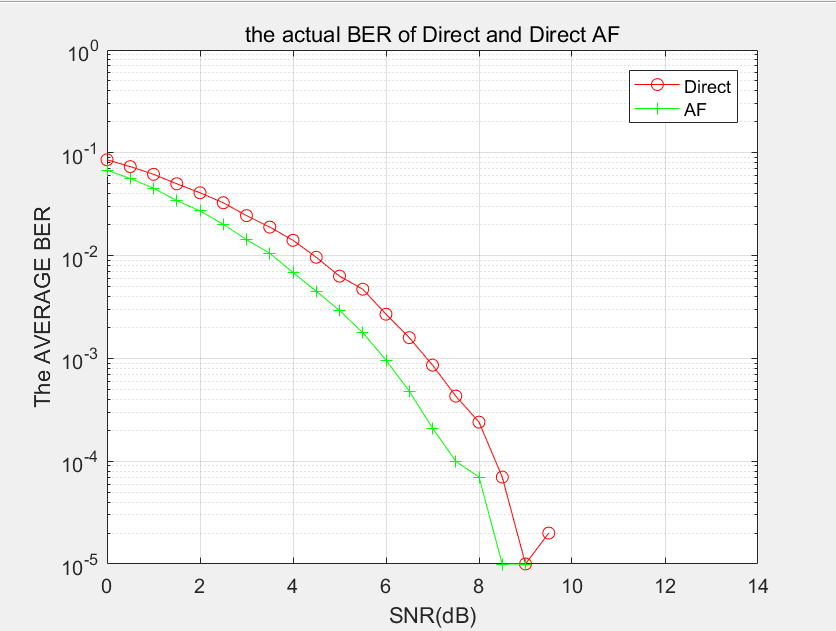 the actual BER of Direct and Direct AF
Direct
AF
The AVERAGE BER
10^0
10^-1
10^-2
10^-3
10^-4
10^-5
0 2 4 6 8 10 12 14
SNR(dB)